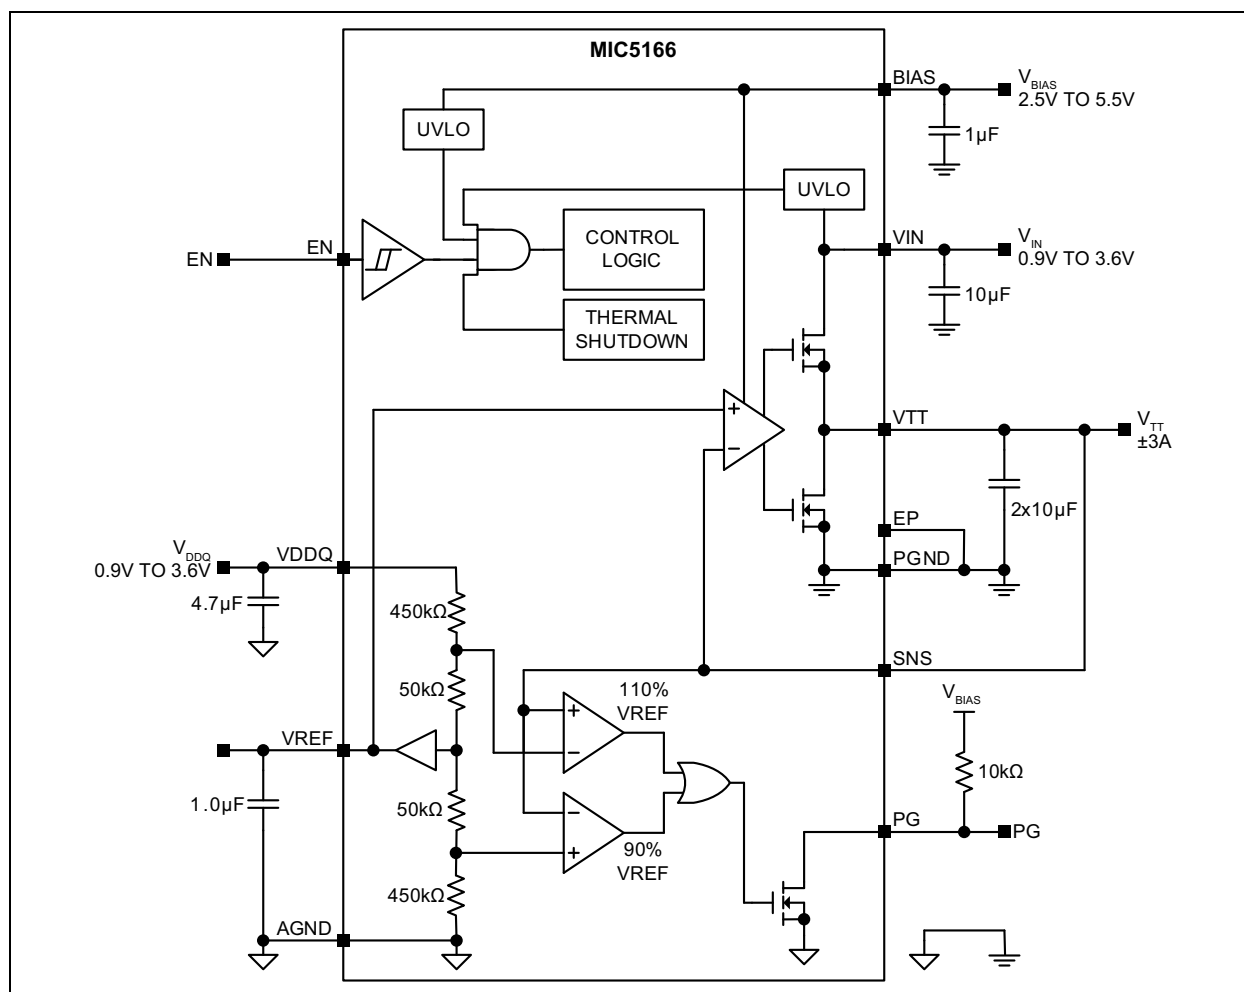 MIC5166
BIAS
V_BIAS
2.5V TO 5.5V
UVLO
1µF
UVLO
EN
EN
CONTROL
LOGIC
VIN
V_IN
0.9V TO 3.6V
10µF
THERMAL
SHUTDOWN
+
−
VTT
V_TT
±3A
2x10µF
EP
PGND
V_DDQ
0.9V TO 3.6V
VDDQ
4.7µF
450kΩ
SNS
50kΩ
110%
VREF
+
−
V_BIAS
VREF
10kΩ
1.0µF
50kΩ
−
+
90%
VREF
PG
PG
450kΩ
AGND